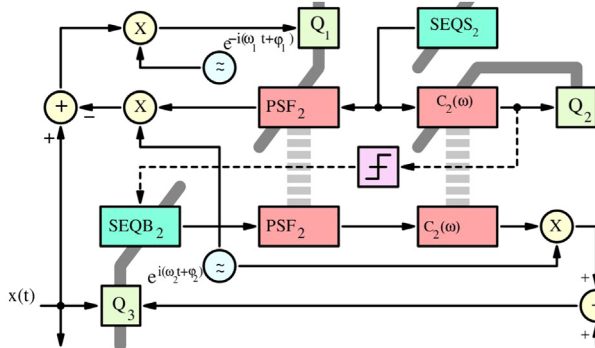 X
Q₁
SEQS₂
e^-i(ω₁t+φ₁)
≈
+
−
X
PSF₂
C₂(ω)
Q₂
+
SEQB₂
PSF₂
C₂(ω)
X
e^i(ω₂t+φ₂)
≈
x(t)
Q₃
+
+
+